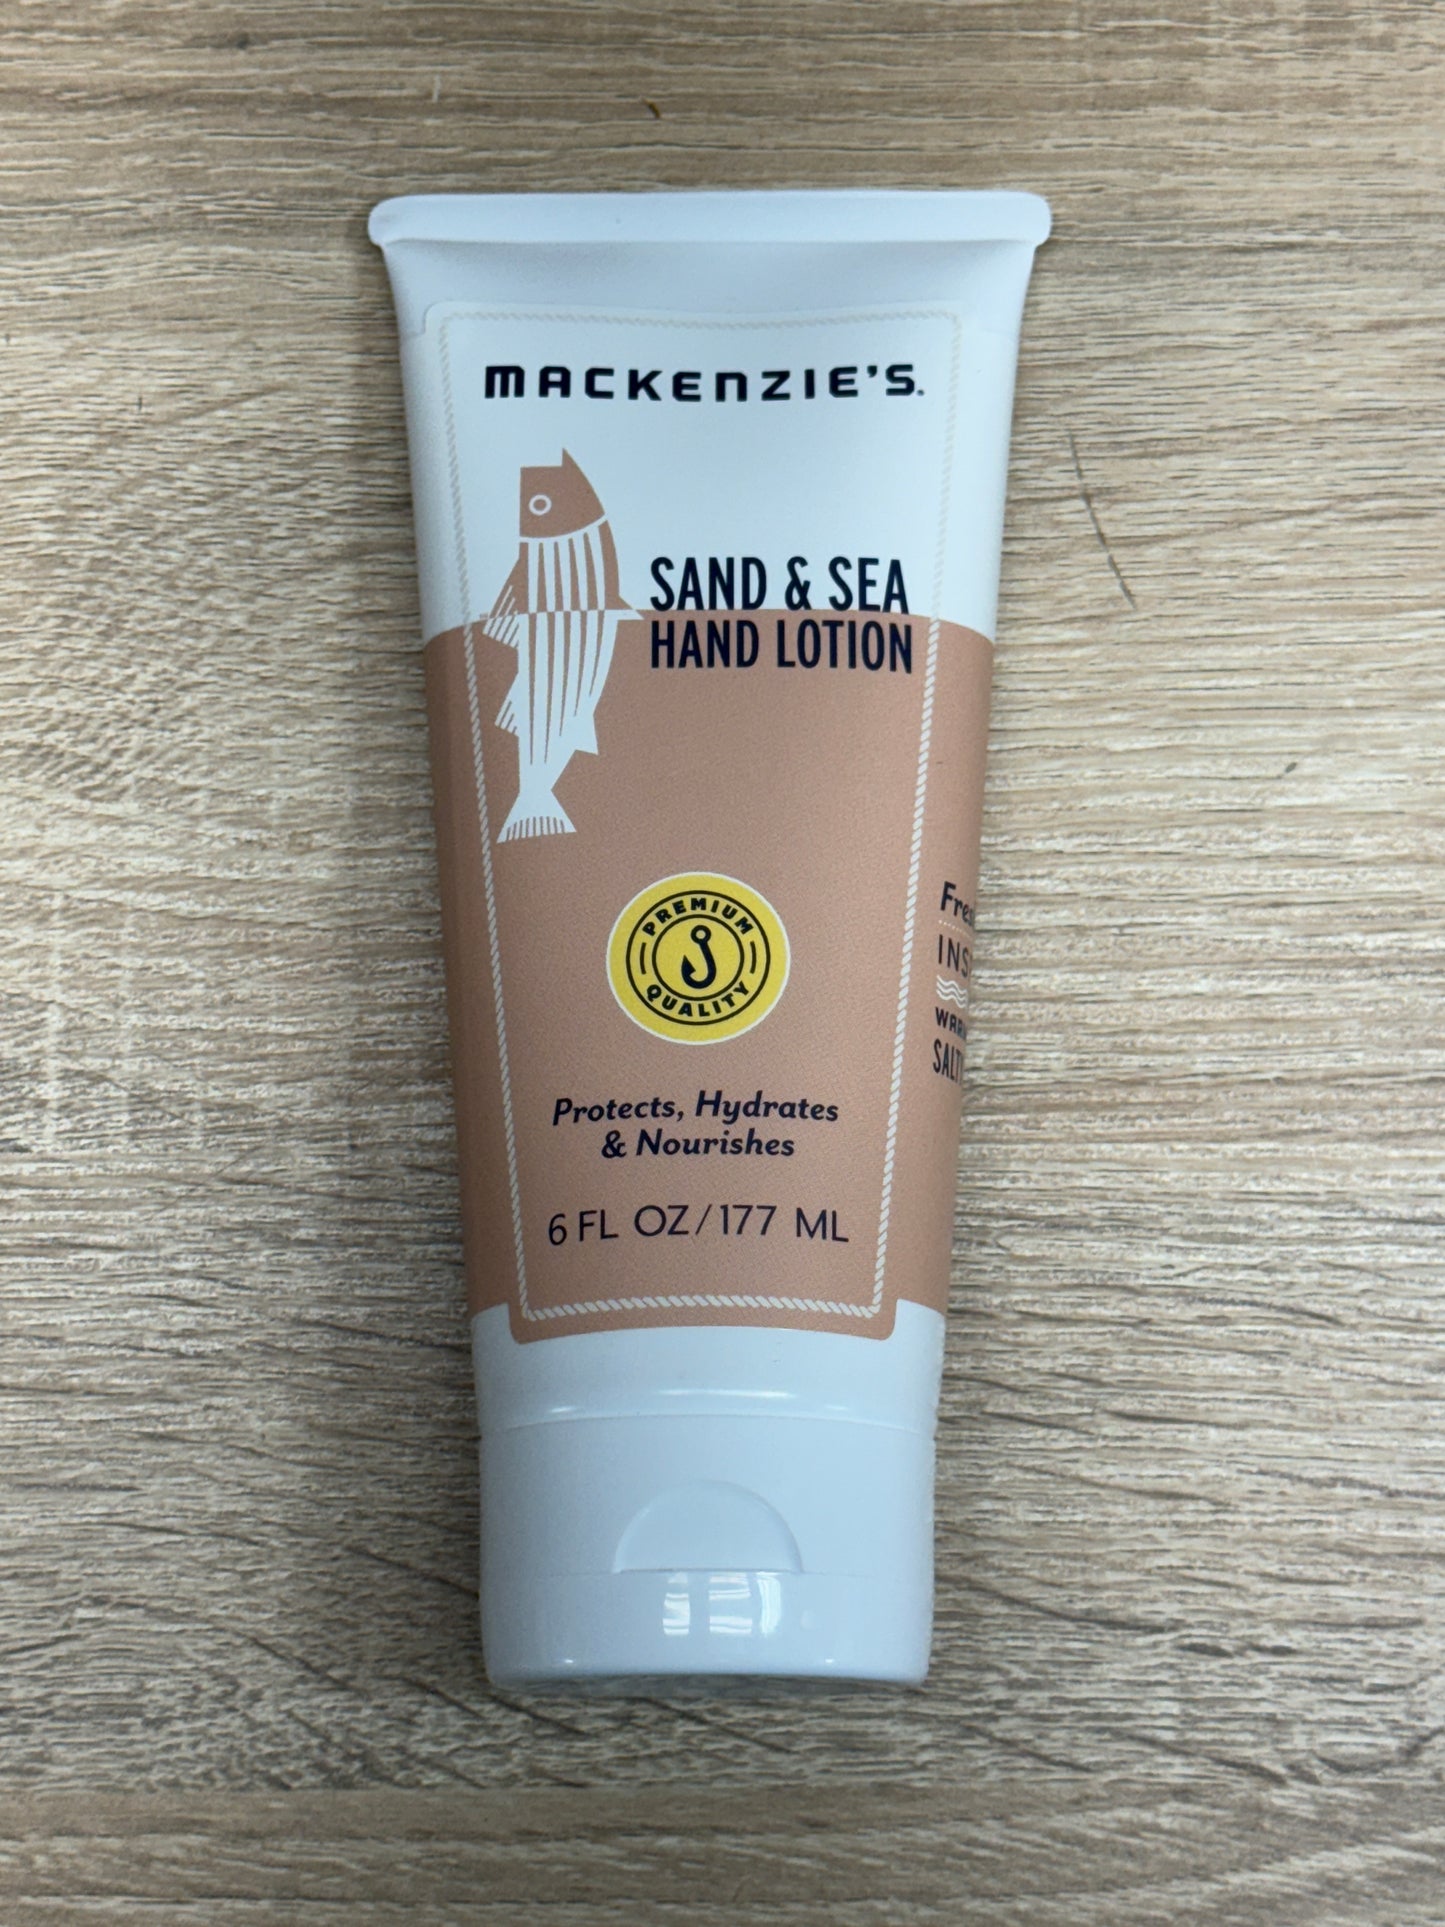 MACKENZIE'S.
SAND & SEA
HAND LOTION
PREMIUM
QUALITY
Protects, Hydrates
& Nourishes
6 FL OZ/177 ML